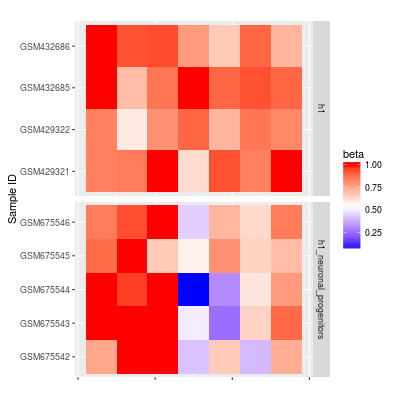 GSM432686
GSM432685
GSM429322
GSM429321
h1
Sample ID
GSM675546
GSM675545
GSM675544
GSM675543
GSM675542
h1_neuronal_progenitors
beta
1.00
0.75
0.50
0.25